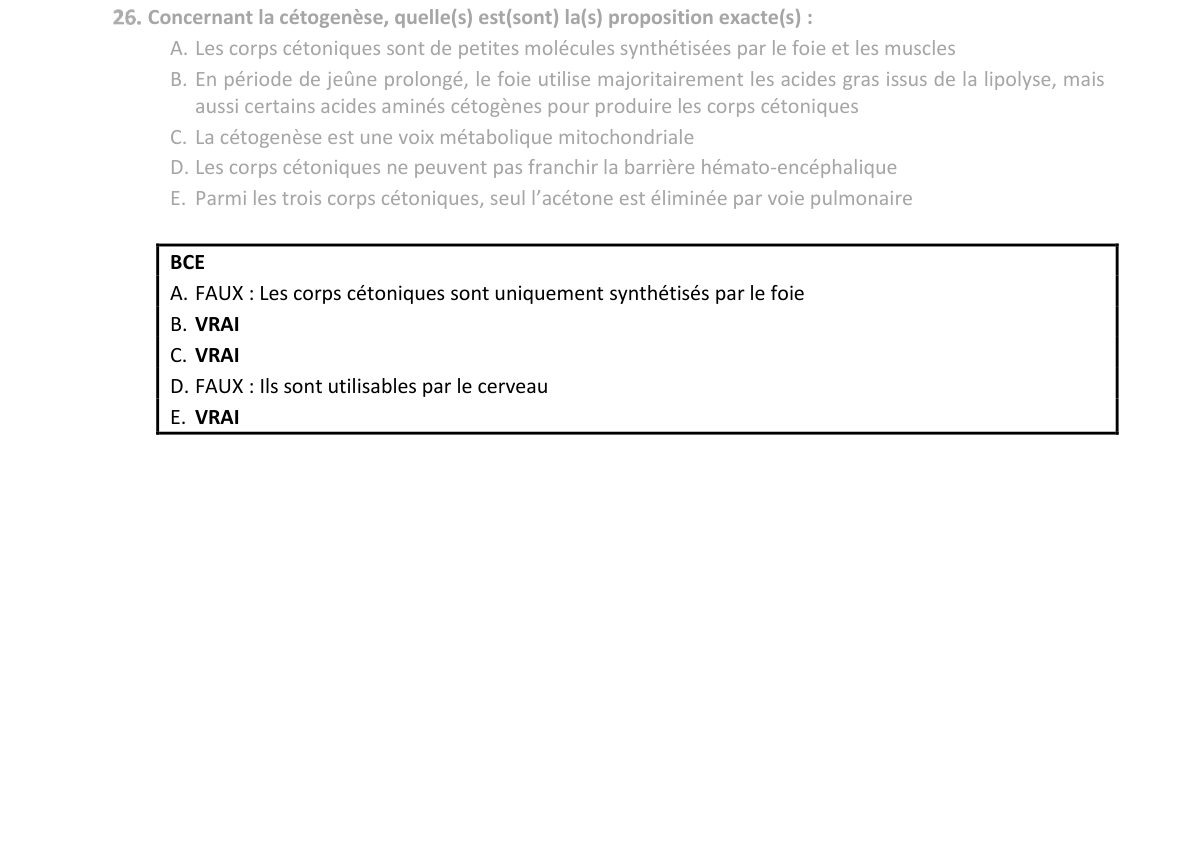 26. Concernant la cétogenèse, quelle(s) est(sont) la(s) proposition exacte(s) :
A. Les corps cétoniques sont de petites molécules synthétisées par le foie et les muscles
B. En période de jeûne prolongé, le foie utilise majoritairement les acides gras issus de la lipolyse, mais
aussi certains acides aminés cétogènes pour produire les corps cétoniques
C. La cétogenèse est une voix métabolique mitochondriale
D. Les corps cétoniques ne peuvent pas franchir la barrière hémato-encéphalique
E. Parmi les trois corps cétoniques, seul l’acétone est éliminée par voie pulmonaire
BCE
A. FAUX : Les corps cétoniques sont uniquement synthétisés par le foie
B. VRAI
C. VRAI
D. FAUX : Ils sont utilisables par le cerveau
E. VRAI